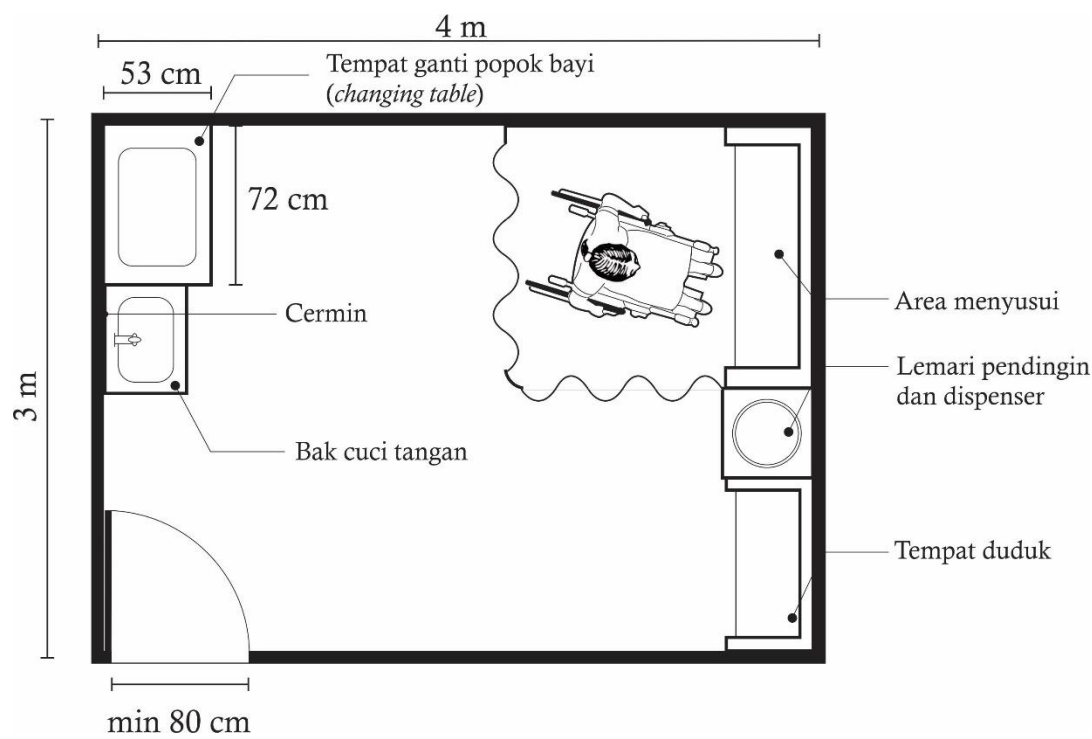 4 m
53 cm
Tempat ganti popok bayi
(changing table)
72 cm
Cermin
Area menyusui
Lemari pendingin
dan dispenser
3 m
Bak cuci tangan
Tempat duduk
min 80 cm